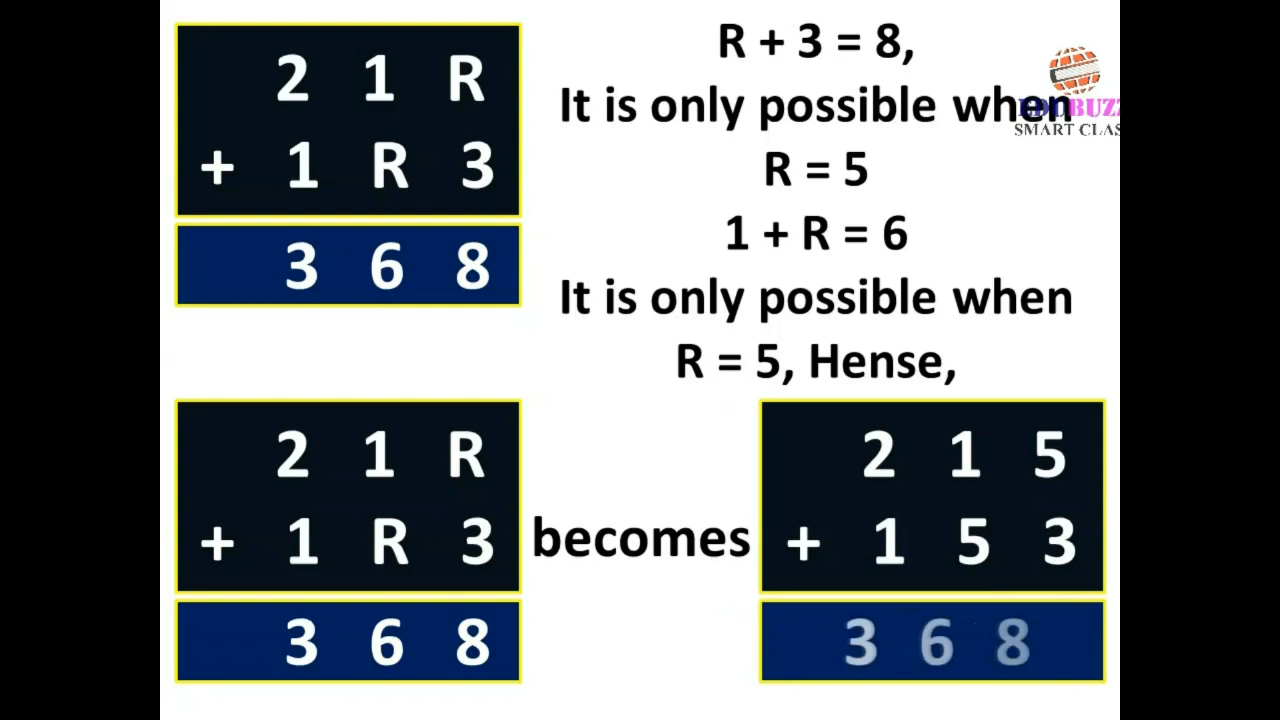 2 1 R
+ 1 R 3
3 6 8
R + 3 = 8,
It is only possible when
R = 5
1 + R = 6
It is only possible when
R = 5, Hense,
EDUBUZZ
SMART CLAS
2 1 R
+ 1 R 3
3 6 8
becomes
2 1 5
+ 1 5 3
3 6 8